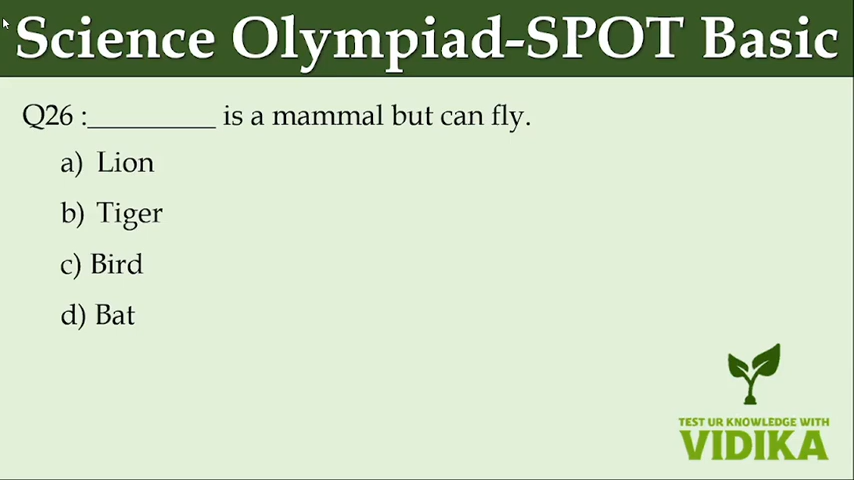 Science Olympiad-SPOT Basic
Q26 :_________ is a mammal but can fly.
a) Lion
b) Tiger
c) Bird
d) Bat
TEST UR KNOWLEDGE WITH
VIDIKA